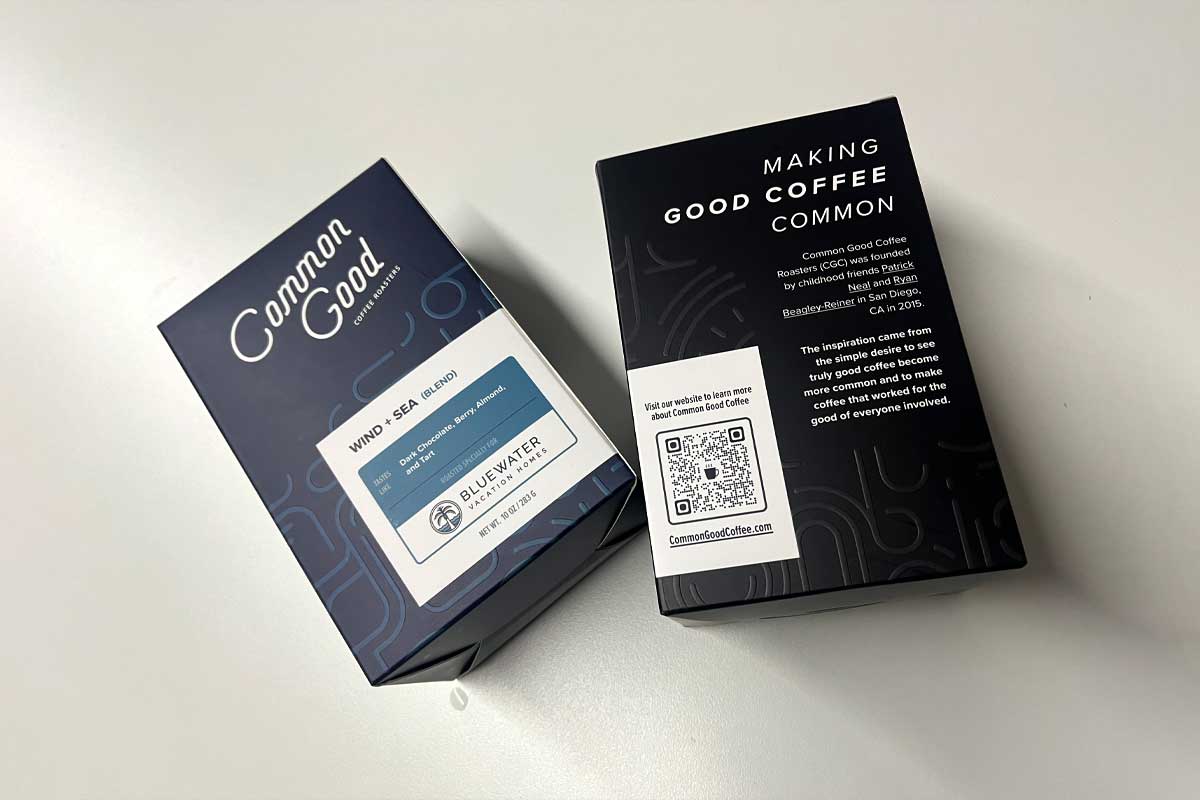 Common
Good
COFFEE ROASTERS
WIND + SEA (BLEND)
TASTES
LIKE
Dark Chocolate, Berry, Almond,
and Tart
ROASTED SPECIALLY FOR
BLUEWATER
VACATION HOMES
NET WT. 10 OZ / 283 G
MAKING
GOOD COFFEE
COMMON
Common Good Coffee
Roasters (CGC) was founded
by childhood friends Patrick
Neal and Ryan
Beagley-Reiner in San Diego,
CA in 2015.
The inspiration came from
the simple desire to see
truly good coffee become
more common and to make
coffee that worked for the
good of everyone involved.
Visit our website to learn more
about Common Good Coffee
CommonGoodCoffee.com